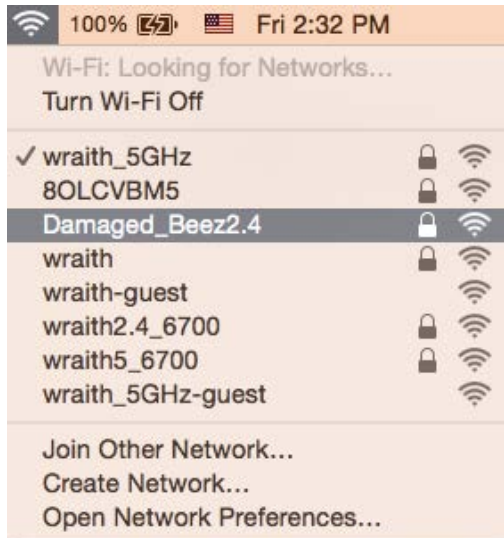 100% Fri 2:32 PM
Wi-Fi: Looking for Networks...
Turn Wi-Fi Off
wraith_5GHz
8OLCVBM5
Damaged_Beez2.4
wraith
wraith-guest
wraith2.4_6700
wraith5_6700
wraith_5GHz-guest
Join Other Network...
Create Network...
Open Network Preferences...